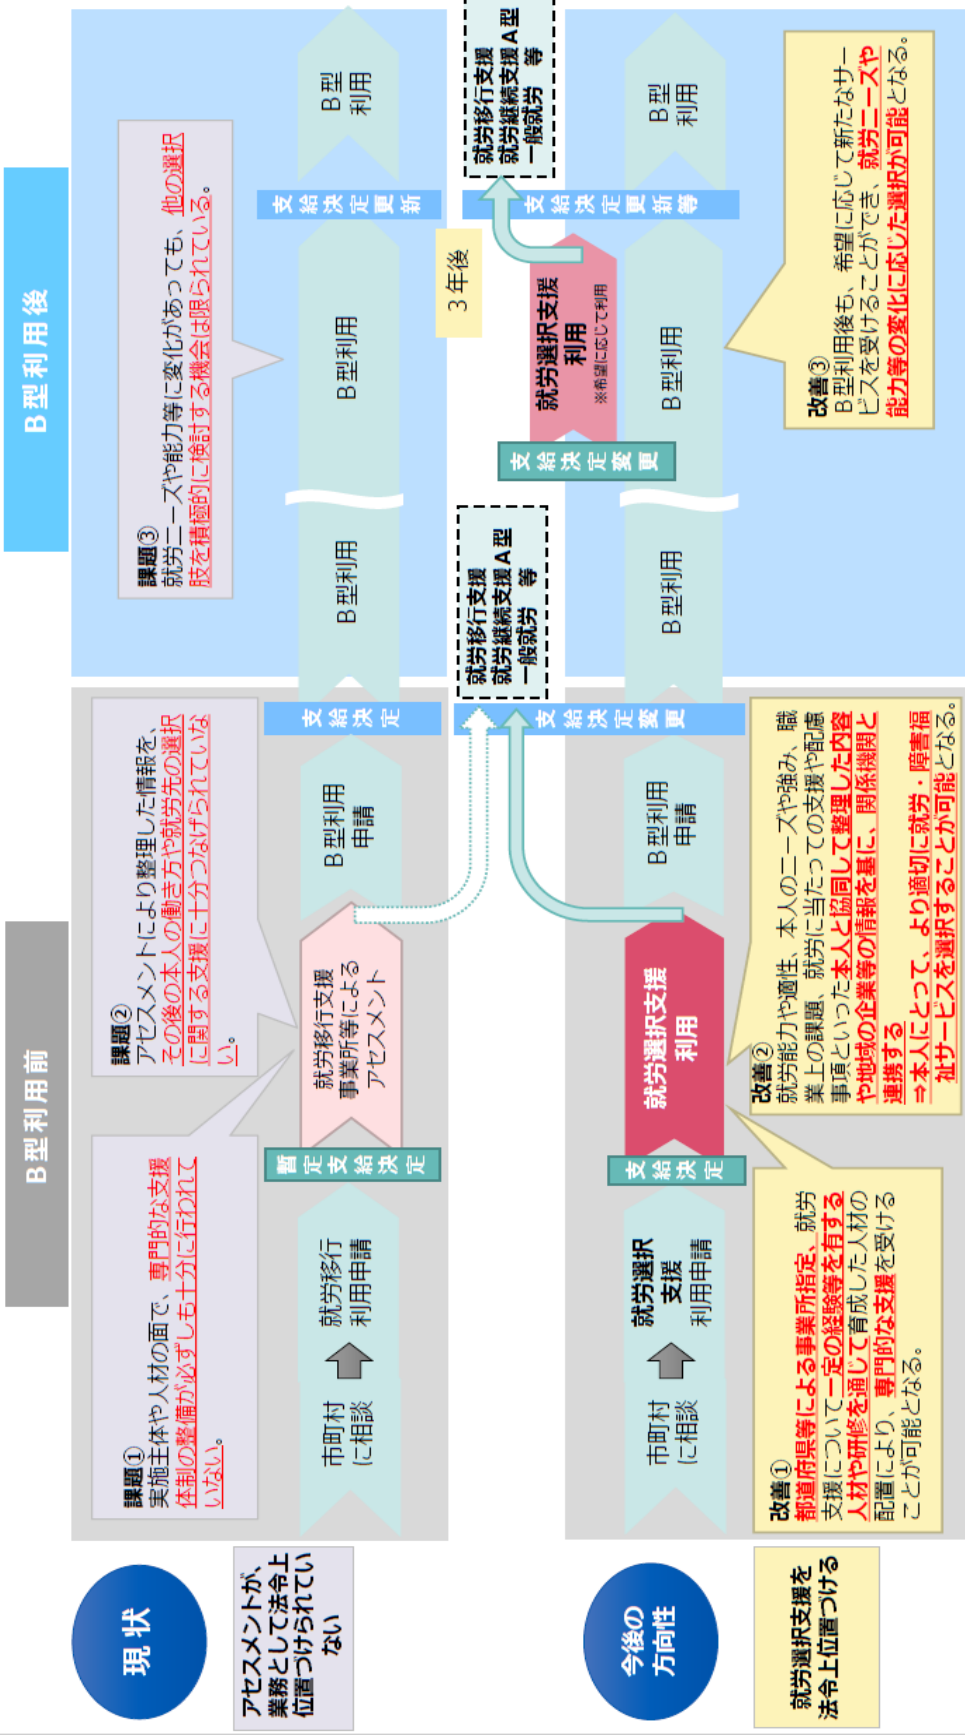 B型利用前
B型利用後
現状
アセスメントが、
業務として法令上
位置づけられてい
ない
課題①
実施主体や人材の面で、専門的な支援
体制の整備が必ずしも十分に行われて
いない。
課題②
アセスメントにより整理した情報を、
その後の本人の働き方や就労先の選択
に関する支援に十分つなげられていな
い。
課題③
就労ニーズや能力等に変化があっても、他の選択
肢を積極的に検討する機会は限られている。
市町村
に相談
就労移行
利用申請
暫定支給決定
就労移行支援
事業所等による
アセスメント
B型利用
申請
支給決定
B型利用
B型利用
支給決定更新
B型
利用
3年後
就労移行支援
就労継続支援A型
一般就労 等
就労移行支援
就労継続支援A型
一般就労 等
今後の
方向性
就労選択支援を
法令上位置づける
市町村
に相談
就労選択
支援
利用申請
支給決定
就労選択支援
利用
B型利用
申請
支給決定変更
B型利用
支給決定変更
就労選択支援
利用
※希望に応じて利用
B型利用
支給決定更新等
B型
利用
改善①
都道府県等による事業所指定、就労
支援について一定の経験等を有する
人材や研修を通じて育成した人材の
配置により、専門的な支援を受ける
ことが可能となる。
改善②
就労能力や適性、本人のニーズや強み、職
業上の課題、就労に当たっての支援や配慮
事項といった本人と協同して整理した内容
や地域の企業等の情報を基に、関係機関と
連携する
⇒本人にとって、より適切に就労・障害福
祉サービスを選択することが可能となる。
改善③
B型利用後も、希望に応じて新たなサー
ビスを受けることができ、就労ニーズや
能力等の変化に応じた選択が可能となる。